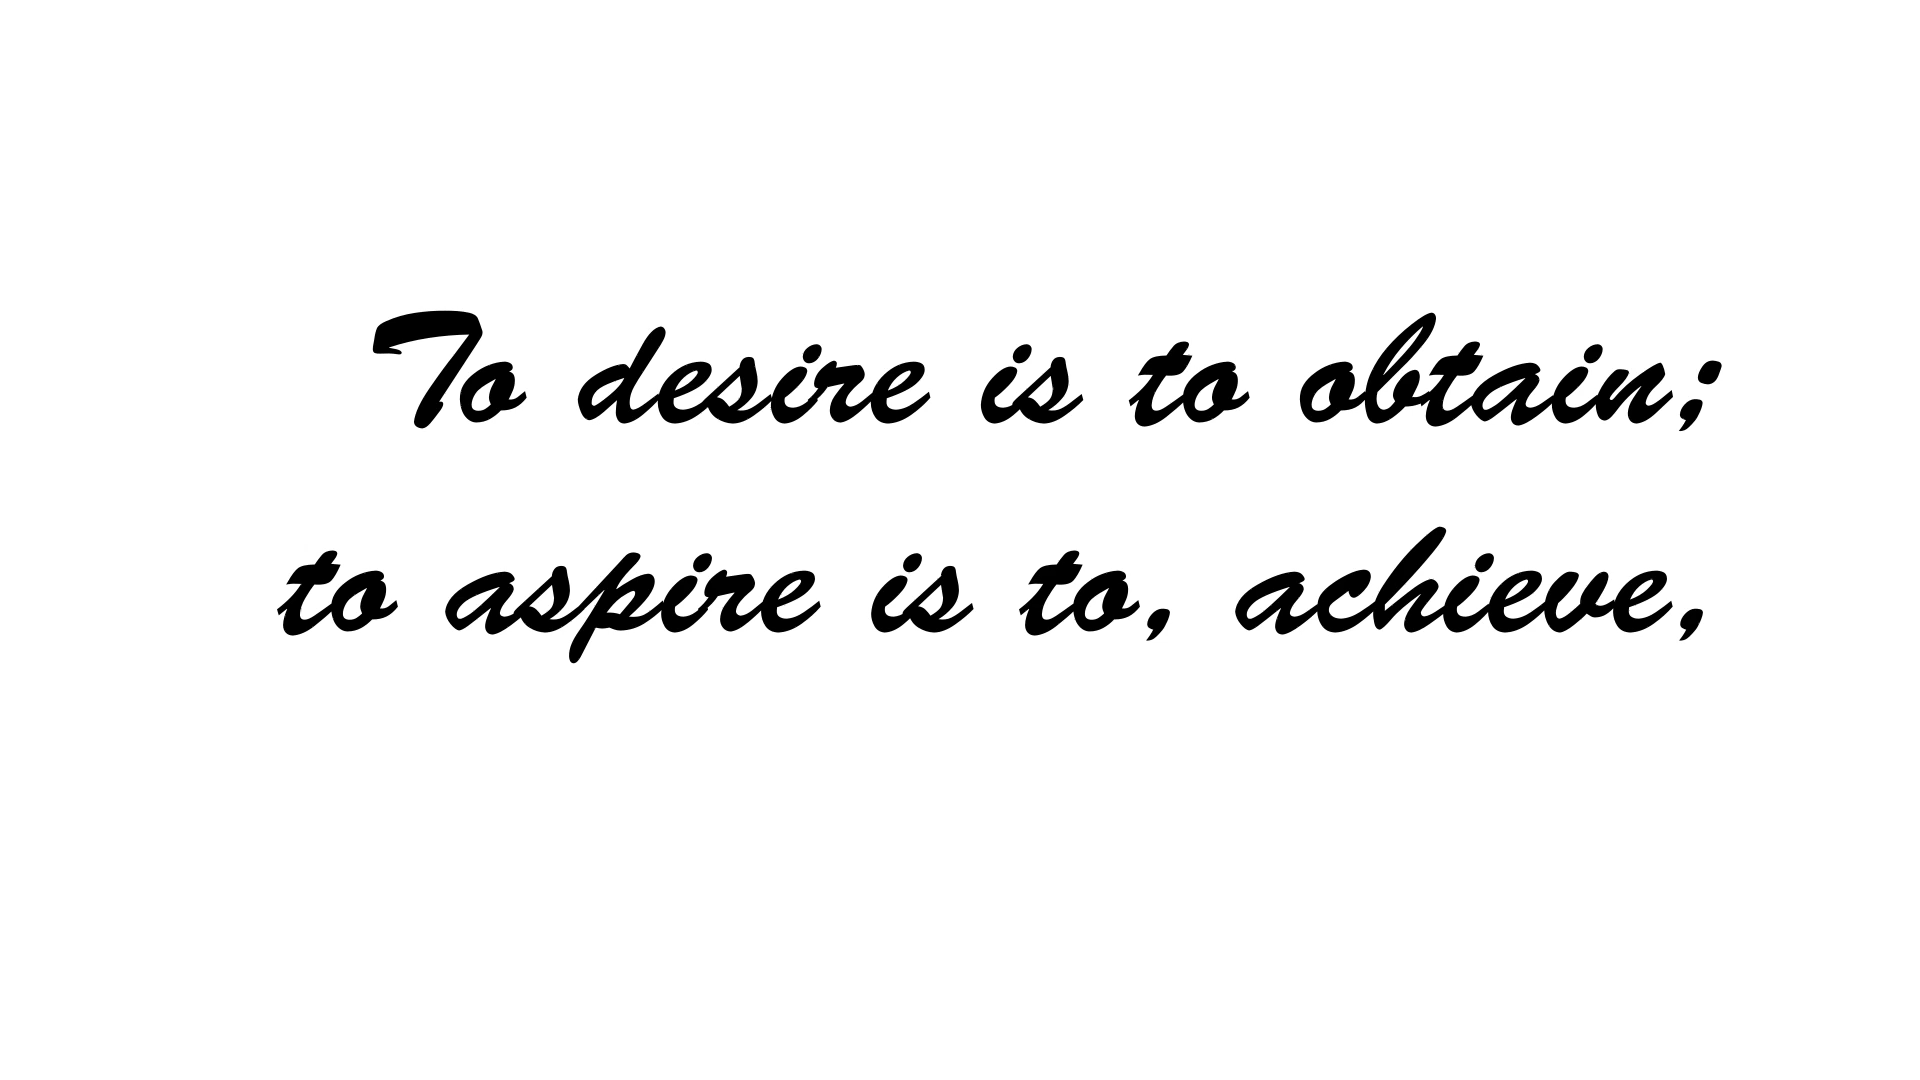 To desire is to obtain;
to aspire is to, achieve,